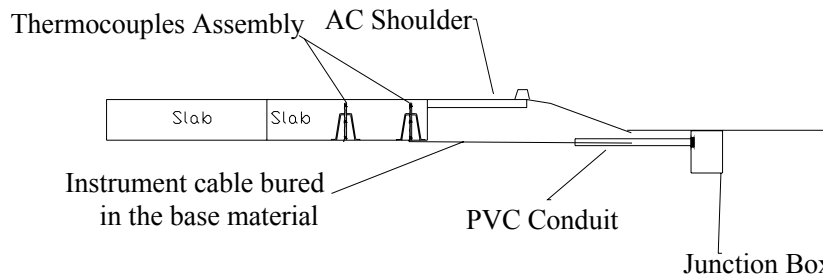 Thermocouples Assembly
AC Shoulder
Slab
Slab
Instrument cable bured
in the base material
PVC Conduit
Junction Box